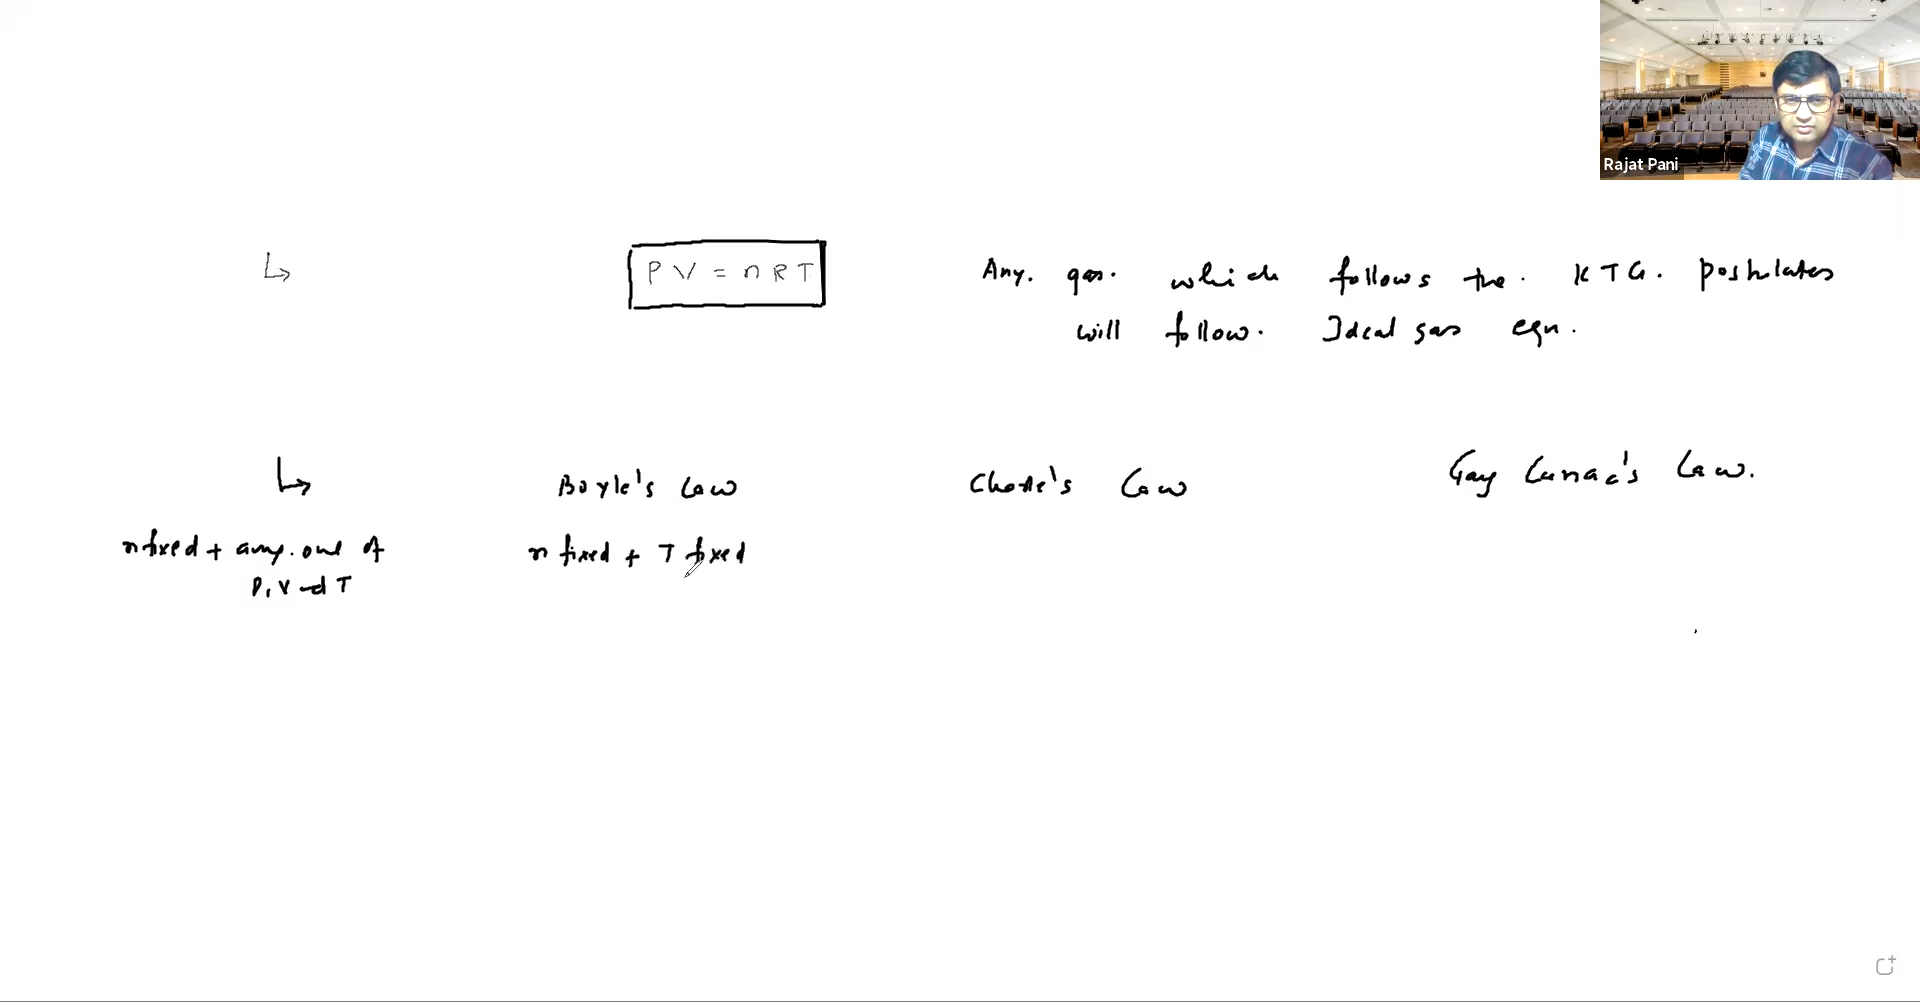 Rajat Pani
PV = nRT
Any. gas. which follows the. KTG. postulates
will follow. Ideal gas eqn.
Boyle's Law
Law
Gay Lussac's Law.
n fixed + any. one of
P, V and T
n fixed + T fixed